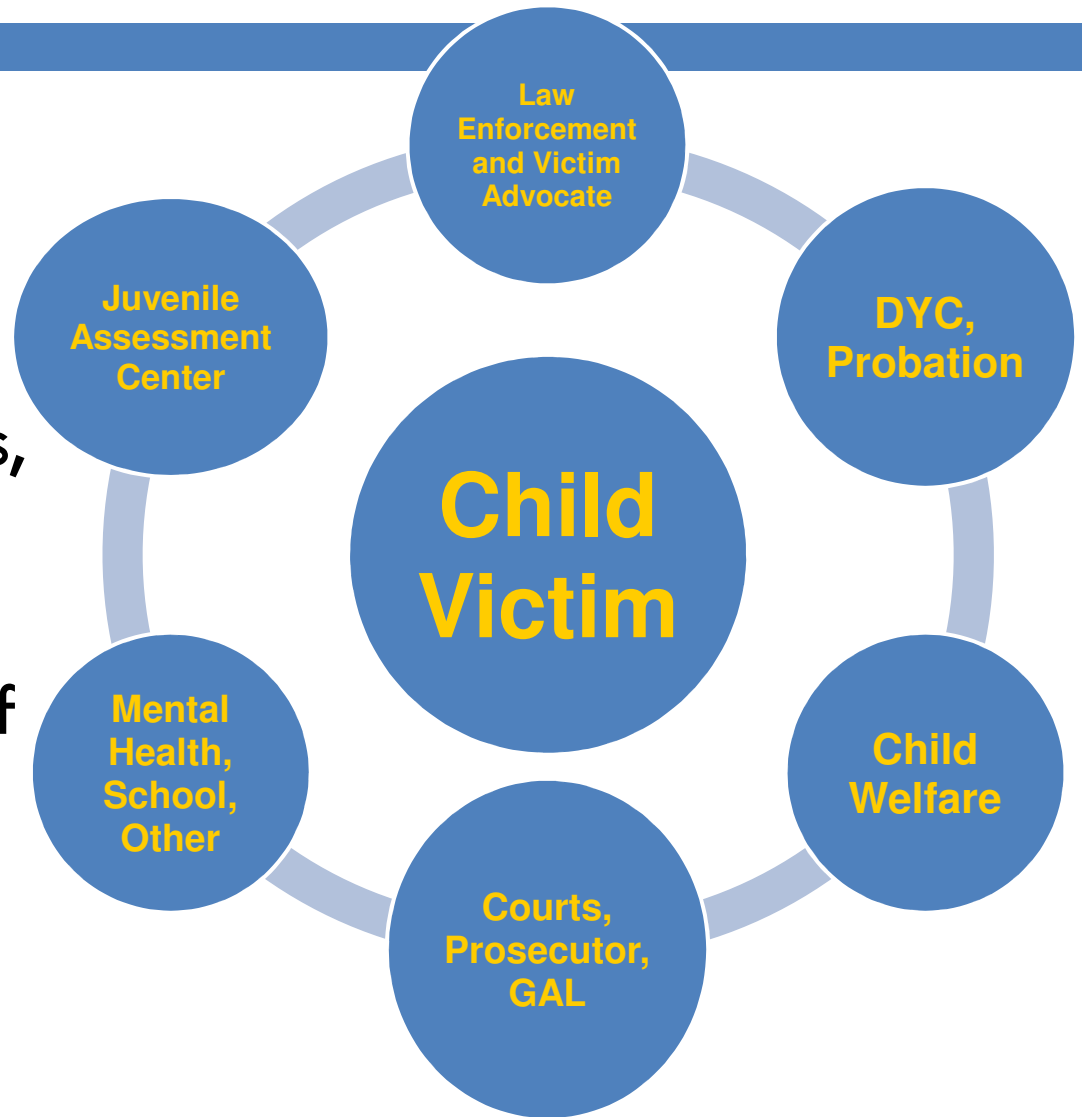 Law
Enforcement
and Victim
Advocate
DYC,
Probation
Child
Welfare
Courts,
Prosecutor,
GAL
Mental
Health,
School,
Other
Juvenile
Assessment
Center
Child
Victim
s,
f